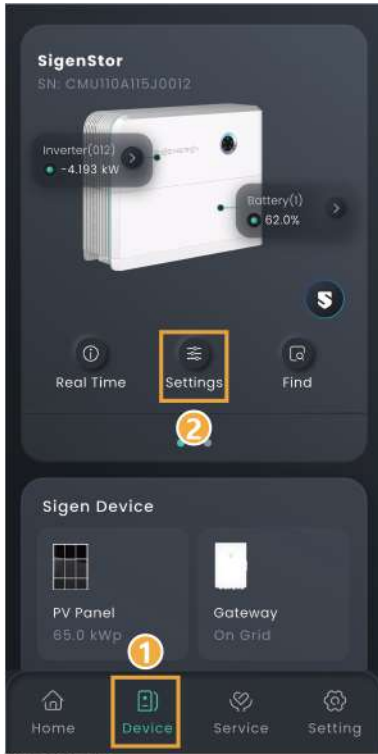 SigenStor
SN: CMU110A115J0012
Inverter(012)
-4.193 kW
Battery(1)
62.0%
S
Real Time
Settings
Find
2
Sigen Device
PV Panel
65.0 kWp
Gateway
On Grid
1
Home
Device
Service
Setting